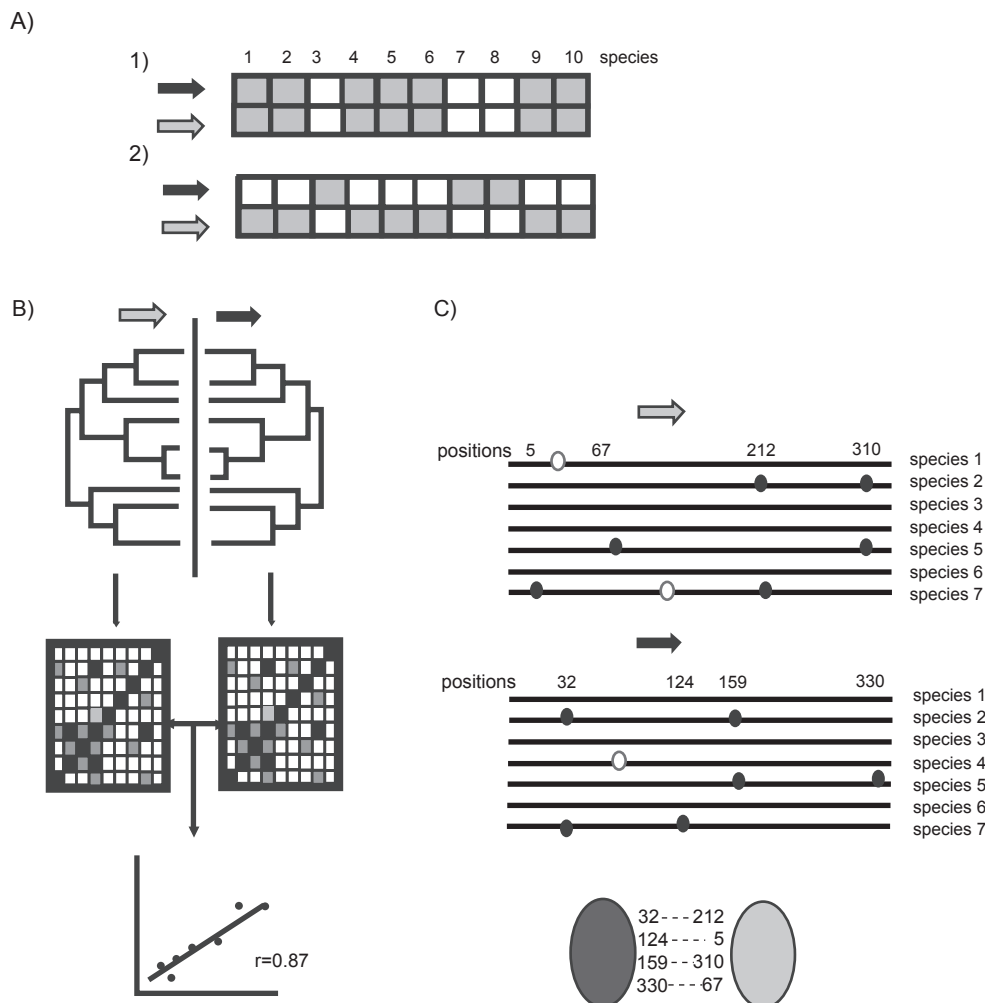 A)
1)
1 2 3 4 5 6 7 8 9 10 species
2)
B)
r=0.87
C)
positions 5 67 212 310
species 1
species 2
species 3
species 4
species 5
species 6
species 7
positions 32 124 159 330
species 1
species 2
species 3
species 4
species 5
species 6
species 7
32---212
124----5
159--310
330---67